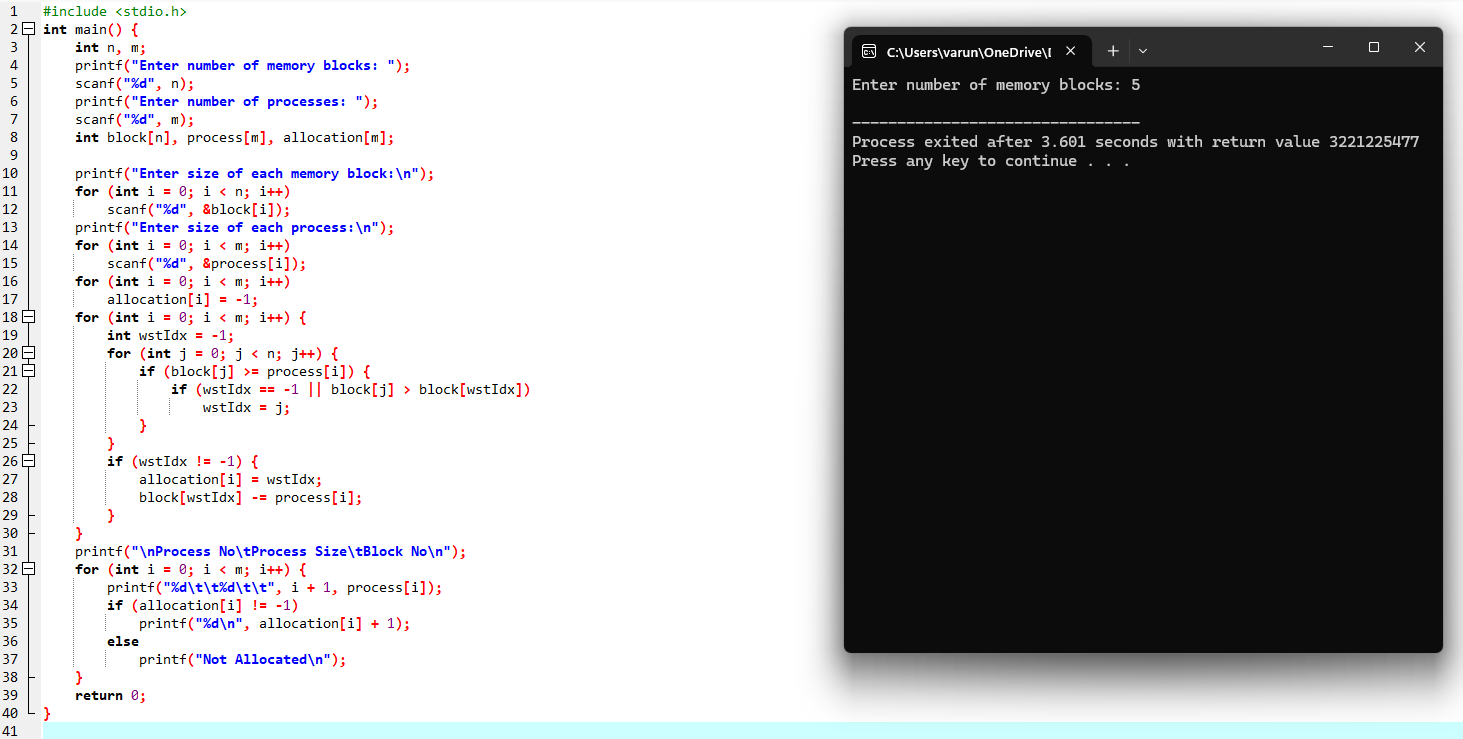 1 #include <stdio.h>
2 int main() {
3     int n, m;
4     printf("Enter number of memory blocks: ");
5     scanf("%d", n);
6     printf("Enter number of processes: ");
7     scanf("%d", m);
8     int block[n], process[m], allocation[m];
9
10     printf("Enter size of each memory block:\n");
11     for (int i = 0; i < n; i++)
12         scanf("%d", &block[i]);
13     printf("Enter size of each process:\n");
14     for (int i = 0; i < m; i++)
15         scanf("%d", &process[i]);
16     for (int i = 0; i < m; i++)
17         allocation[i] = -1;
18     for (int i = 0; i < m; i++) {
19         int wstIdx = -1;
20         for (int j = 0; j < n; j++) {
21             if (block[j] >= process[i]) {
22                 if (wstIdx == -1 || block[j] > block[wstIdx])
23                     wstIdx = j;
24             }
25         }
26         if (wstIdx != -1) {
27             allocation[i] = wstIdx;
28             block[wstIdx] -= process[i];
29         }
30     }
31     printf("\nProcess No\tProcess Size\tBlock No\n");
32     for (int i = 0; i < m; i++) {
33         printf("%d\t\t%d\t\t", i + 1, process[i]);
34         if (allocation[i] != -1)
35             printf("%d\n", allocation[i] + 1);
36         else
37             printf("Not Allocated\n");
38     }
39     return 0;
40 }
41
C:\Users\varun\OneDrive\I
Enter number of memory blocks: 5
--------------------------------
Process exited after 3.601 seconds with return value 3221225477
Press any key to continue . . .